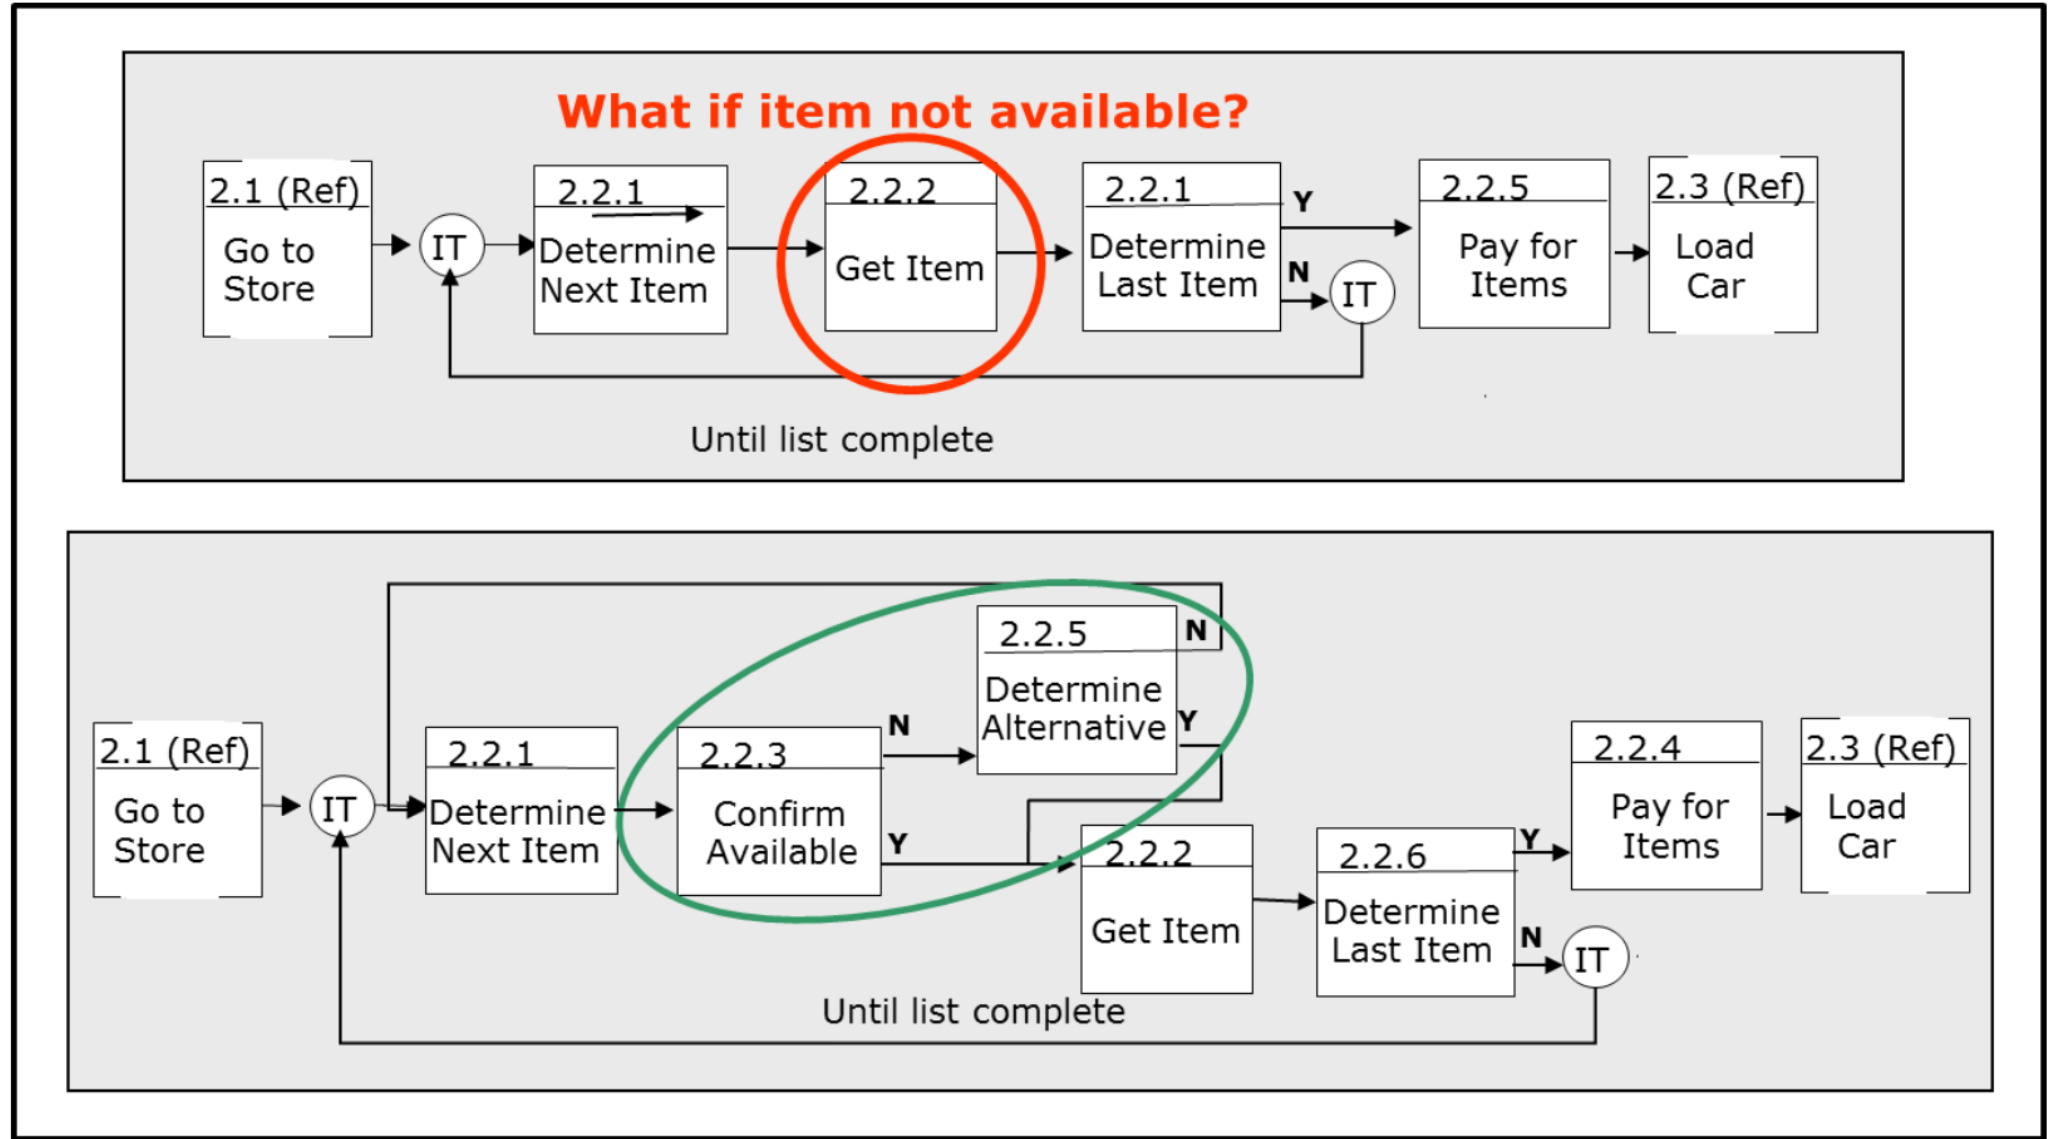 What if item not available?
2.1 (Ref)
Go to
Store
IT
2.2.1
Determine
Next Item
2.2.2
Get Item
2.2.1
Determine
Last Item
Y
N
IT
2.2.5
Pay for
Items
2.3 (Ref)
Load
Car
Until list complete
2.1 (Ref)
Go to
Store
IT
2.2.1
Determine
Next Item
2.2.3
Confirm
Available
N
Y
2.2.5
Determine
Alternative
N
Y
2.2.2
Get Item
2.2.6
Determine
Last Item
Y
N
IT
2.2.4
Pay for
Items
2.3 (Ref)
Load
Car
Until list complete